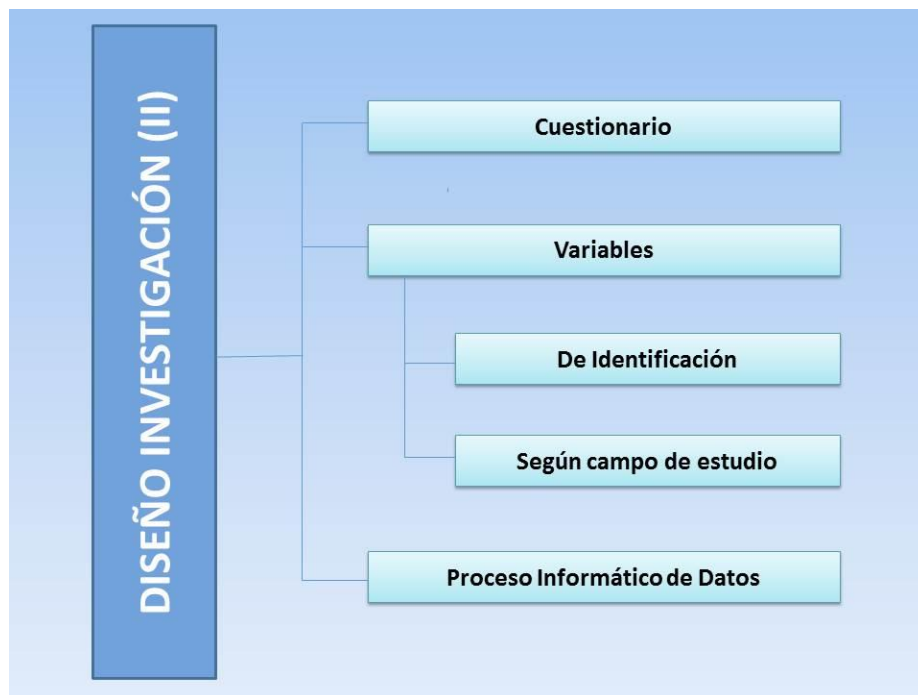 DISEÑO INVESTIGACIÓN (II)
Cuestionario
Variables
De Identificación
Según campo de estudio
Proceso Informático de Datos